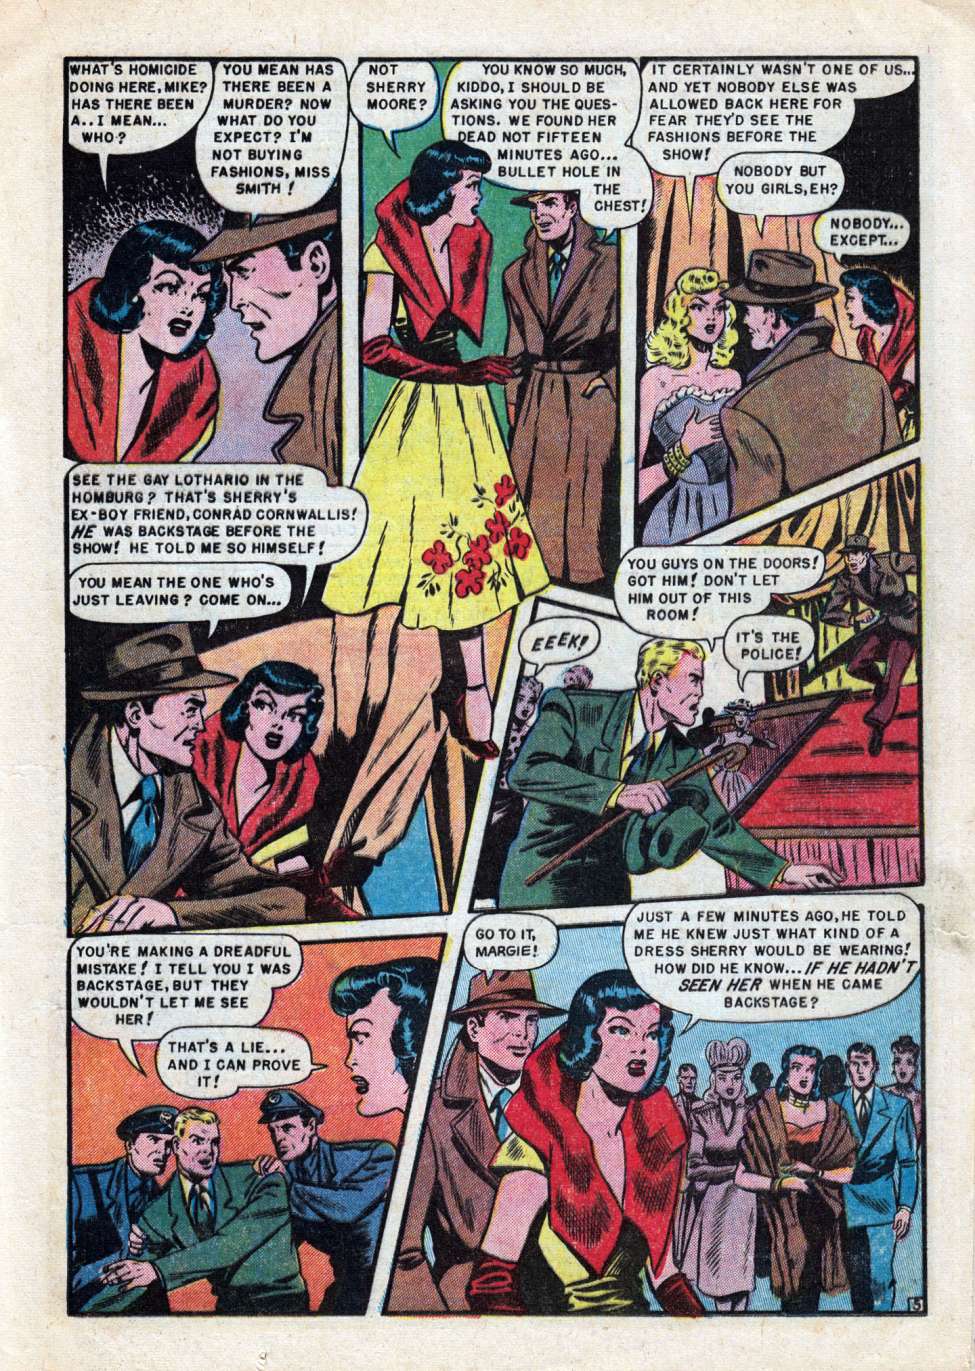 WHAT'S HOMICIDE
DOING HERE, MIKE?
HAS THERE BEEN
A.. I MEAN...
WHO?
YOU MEAN HAS
THERE BEEN A
MURDER? NOW
WHAT DO YOU
EXPECT? I'M
NOT BUYING
FASHIONS, MISS
SMITH!
NOT
SHERRY
MOORE?
YOU KNOW SO MUCH,
KIDDO, I SHOULD BE
ASKING YOU THE QUES-
TIONS. WE FOUND HER
DEAD NOT FIFTEEN
MINUTES AGO...
BULLET HOLE IN
THE
CHEST!
IT CERTAINLY WASN'T ONE OF US...
AND YET NOBODY ELSE WAS
ALLOWED BACK HERE FOR
FEAR THEY'D SEE THE
FASHIONS BEFORE THE
SHOW!
NOBODY BUT
YOU GIRLS, EH?
NOBODY...
EXCEPT...
SEE THE GAY LOTHARIO IN THE
HOMBURG? THAT'S SHERRY'S
EX-BOY FRIEND, CONRAD CORNWALLIS!
HE WAS BACKSTAGE BEFORE THE
SHOW! HE TOLD ME SO HIMSELF!
YOU MEAN THE ONE WHO'S
JUST LEAVING? COME ON...
YOU GUYS ON THE DOORS!
GOT HIM! DON'T LET
HIM OUT OF THIS
ROOM!
EEEK!
IT'S THE
POLICE!
YOU'RE MAKING A DREADFUL
MISTAKE! I TELL YOU I WAS
BACKSTAGE, BUT THEY
WOULDN'T LET ME SEE
HER!
THAT'S A LIE...
AND I CAN PROVE
IT!
GO TO IT,
MARGIE!
JUST A FEW MINUTES AGO, HE TOLD
ME HE KNEW JUST WHAT KIND OF A
DRESS SHERRY WOULD BE WEARING!
HOW DID HE KNOW... IF HE HADN'T
SEEN HER WHEN HE CAME
BACKSTAGE?
5